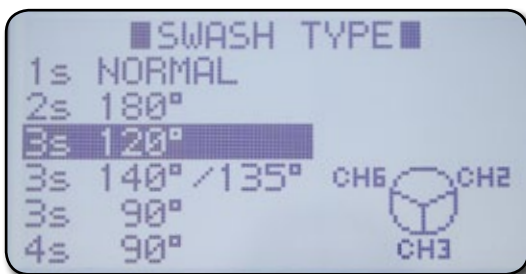 ■SWASH TYPE■
1s NORMAL
2s 180°
3s 120°
3s 140°/135°
3s 90°
4s 90°
CH6 CH2
CH3